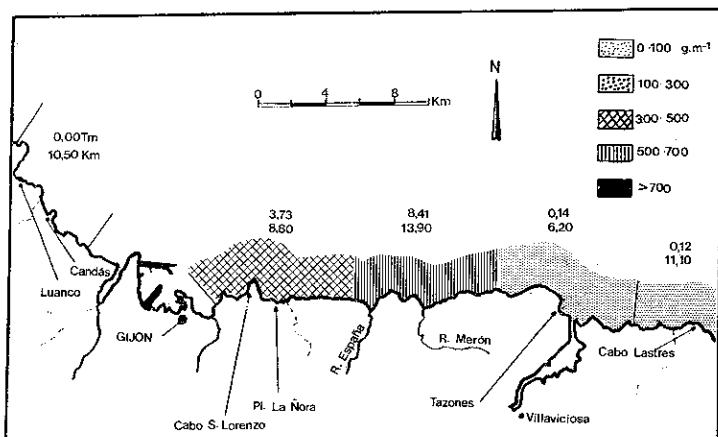 0-100 g.m⁻¹
100-300
300-500
500-700
>700
N
0 4 8
Km
0,00Tm
10,50 Km
3,73
8,60
8,41
13,90
0,14
6,20
0,12
11,10
Candás
Luanco
GIJON
R. España
R. Merón
Cabo Lastres
Pl. La Ñora
Tazones
Cabo S. Lorenzo
Villaviciosa